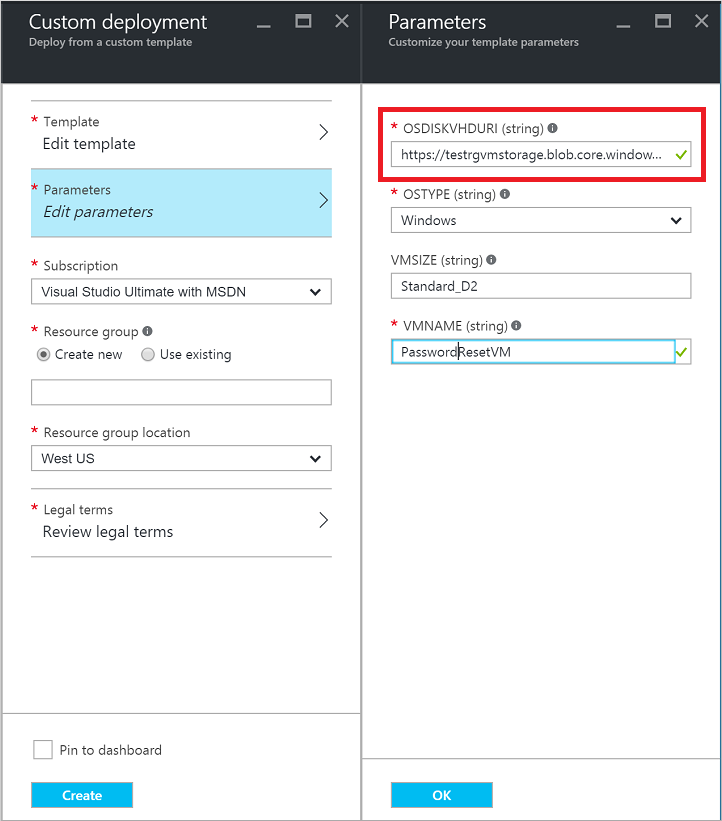 Custom deployment
Deploy from a custom template
* Template
Edit template
* Parameters
Edit parameters
* Subscription
Visual Studio Ultimate with MSDN
* Resource group
Create new Use existing
* Resource group location
West US
* Legal terms
Review legal terms
Pin to dashboard
Create
Parameters
Customize your template parameters
* OSDISKVHDURI (string)
https://testrgvmstorage.blob.core.window...
* OSTYPE (string)
Windows
VMSIZE (string)
Standard_D2
* VMNAME (string)
PasswordResetVM
OK